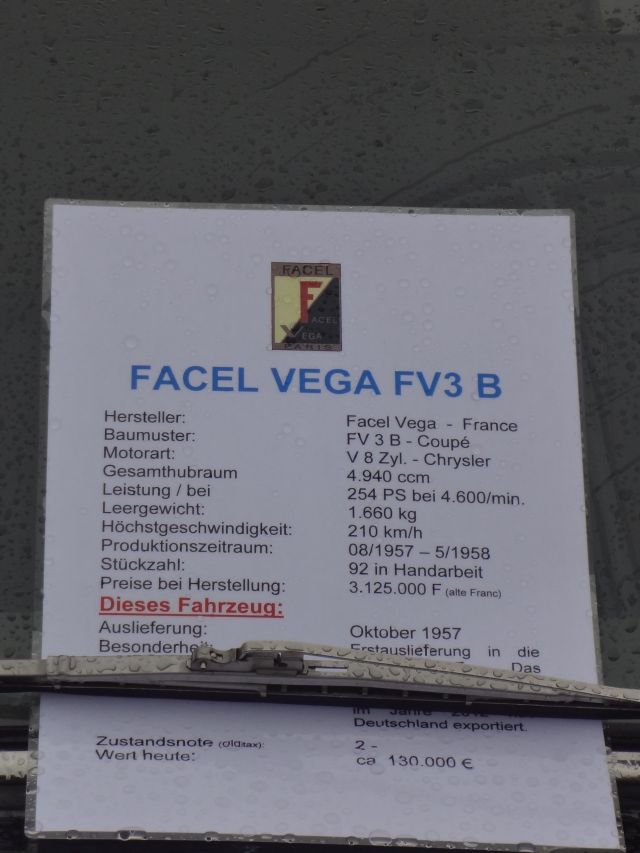 FACEL
F
FACEL
VEGA
PARIS
FACEL VEGA FV3 B
Hersteller: Facel Vega - France
Baumuster: FV 3 B - Coupé
Motorart: V 8 Zyl. - Chrysler
Gesamthubraum 4.940 ccm
Leistung / bei 254 PS bei 4.600/min.
Leergewicht: 1.660 kg
Höchstgeschwindigkeit: 210 km/h
Produktionszeitraum: 08/1957 – 5/1958
Stückzahl: 92 in Handarbeit
Preise bei Herstellung: 3.125.000 F (alte Franc)
Dieses Fahrzeug:
Auslieferung: Oktober 1957
Erstauslieferung in die
Das
im Jahre 2012
Deutschland exportiert.
Zustandsnote (oldtax): 2 -
Wert heute: ca 130.000 €